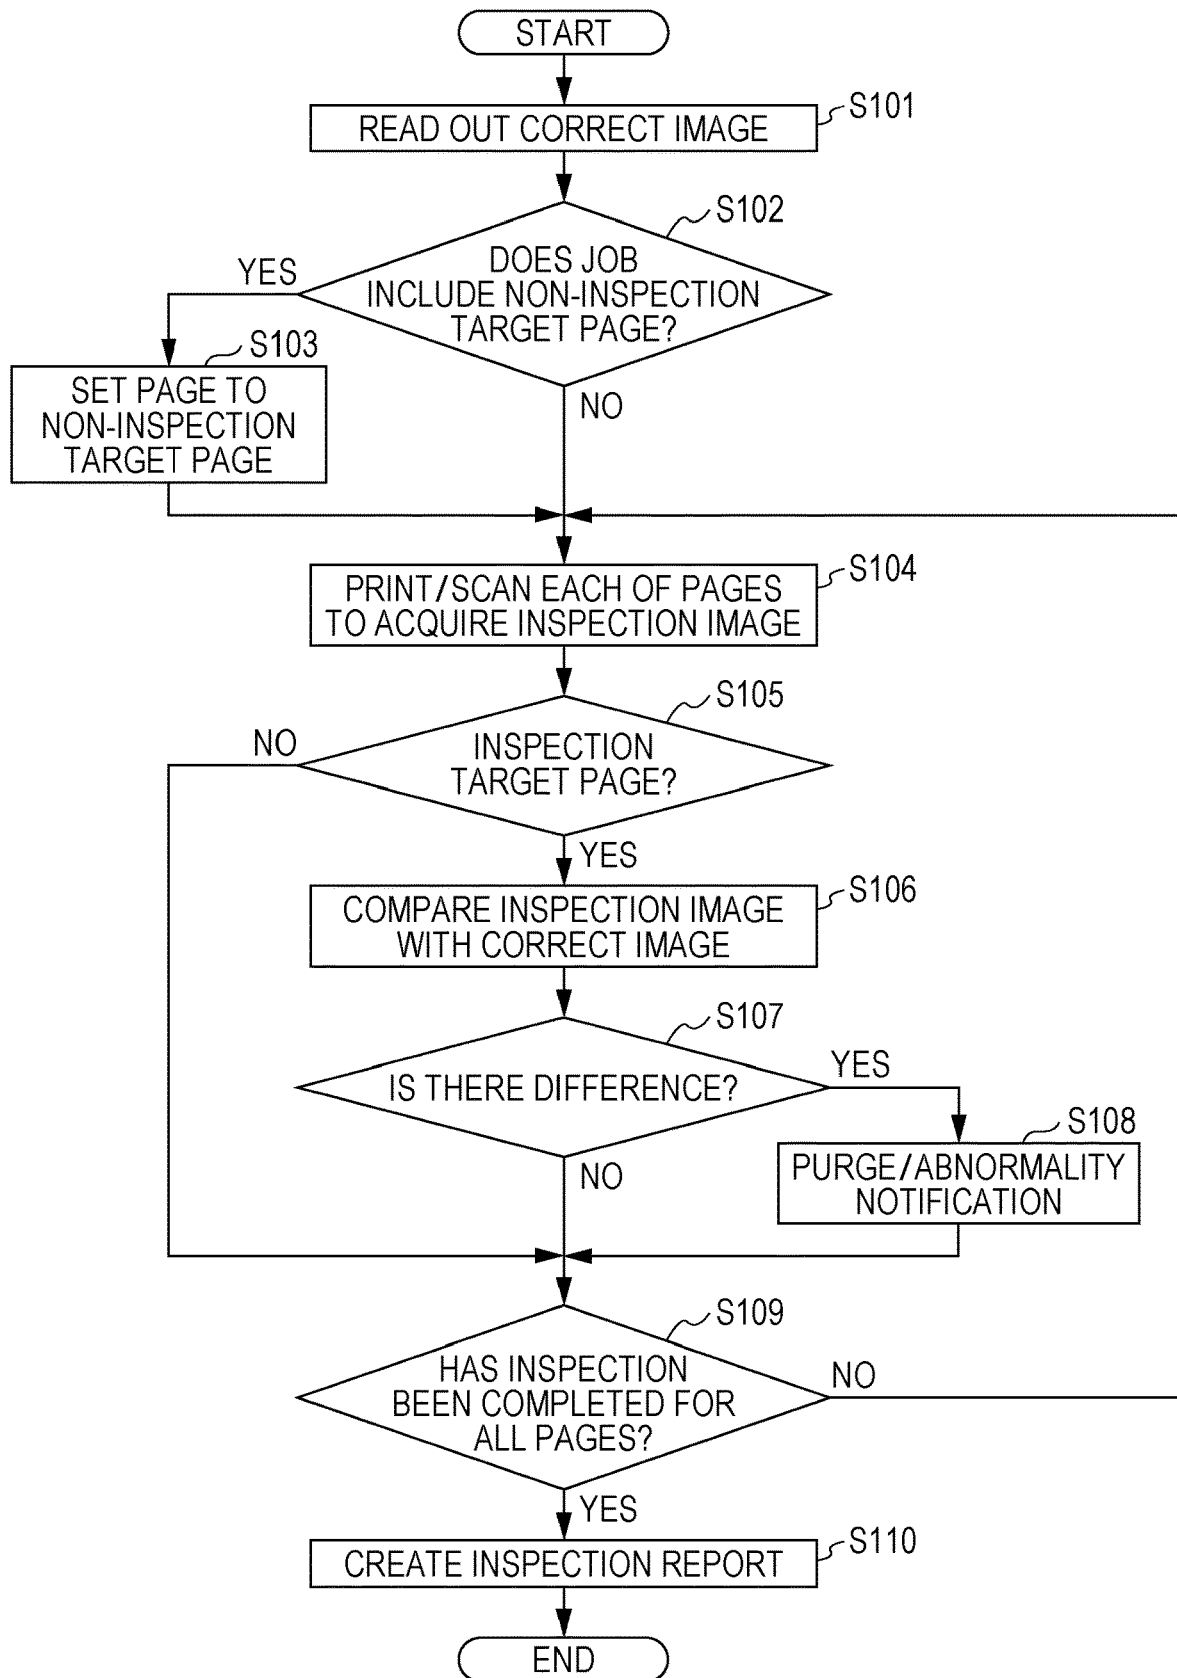 START
READ OUT CORRECT IMAGE
S101
S102
DOES JOB
INCLUDE NON-INSPECTION
TARGET PAGE?
YES
NO
S103
SET PAGE TO
NON-INSPECTION
TARGET PAGE
S104
PRINT/SCAN EACH OF PAGES
TO ACQUIRE INSPECTION IMAGE
S105
INSPECTION
TARGET PAGE?
NO
YES
S106
COMPARE INSPECTION IMAGE
WITH CORRECT IMAGE
S107
IS THERE DIFFERENCE?
YES
NO
S108
PURGE/ABNORMALITY
NOTIFICATION
S109
HAS INSPECTION
BEEN COMPLETED FOR
ALL PAGES?
NO
YES
S110
CREATE INSPECTION REPORT
END